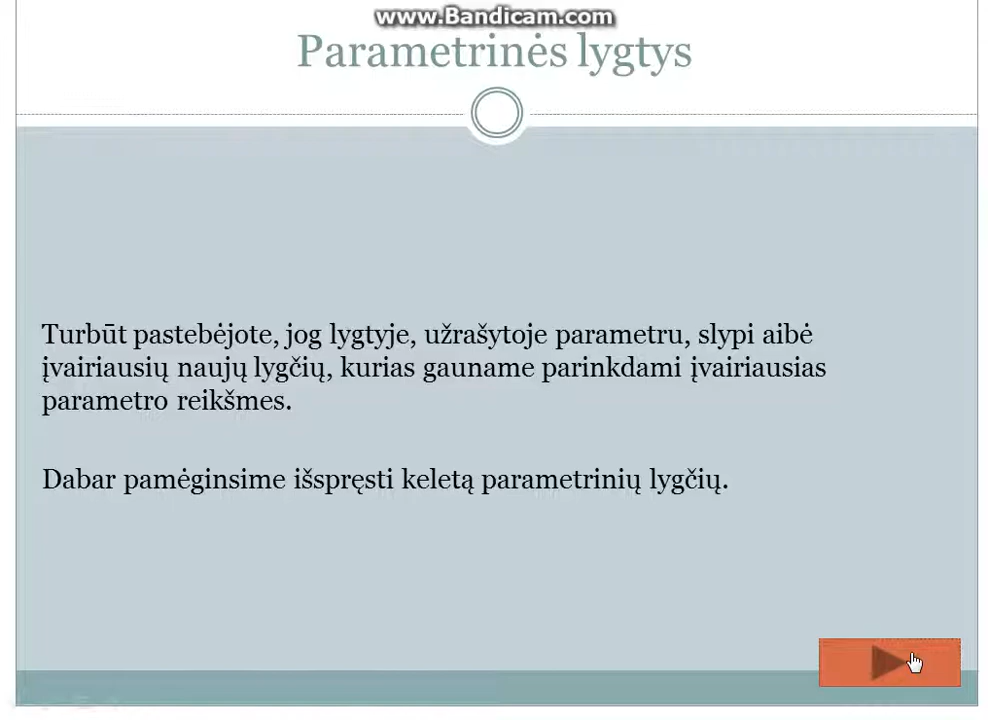 www.Bandicam.com
Parametrinės lygtys
Turbūt pastebėjote, jog lygtyje, užrašytoje parametru, slypi aibė
įvairiausių naujų lygčių, kurias gauname parinkdami įvairiausias
parametro reikšmes.
Dabar pamėginsime išspręsti keletą parametrinių lygčių.